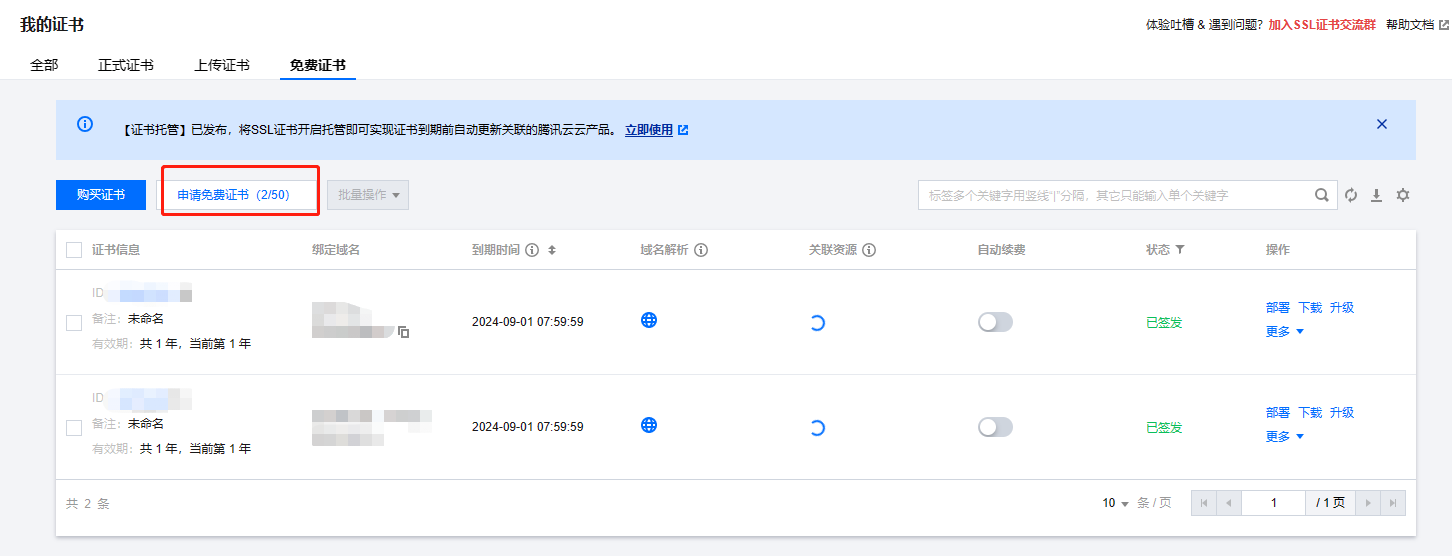 我的证书
体验吐槽 & 遇到问题? 加入SSL证书交流群 帮助文档
全部 正式证书 上传证书 免费证书
【证书托管】已发布，将SSL证书开启托管即可实现证书到期前自动更新关联的腾讯云云产品。 立即使用
购买证书 申请免费证书（2/50） 批量操作 标签多个关键字用竖线"|"分隔，其它只能输入单个关键字
证书信息 绑定域名 到期时间 域名解析 关联资源 自动续费 状态 操作
ID
备注：未命名
有效期：共 1 年，当前第 1 年
2024-09-01 07:59:59
已签发
部署 下载 升级
更多
ID
备注：未命名
有效期：共 1 年，当前第 1 年
2024-09-01 07:59:59
已签发
部署 下载 升级
更多
共 2 条 10 条 / 页 1 / 1 页